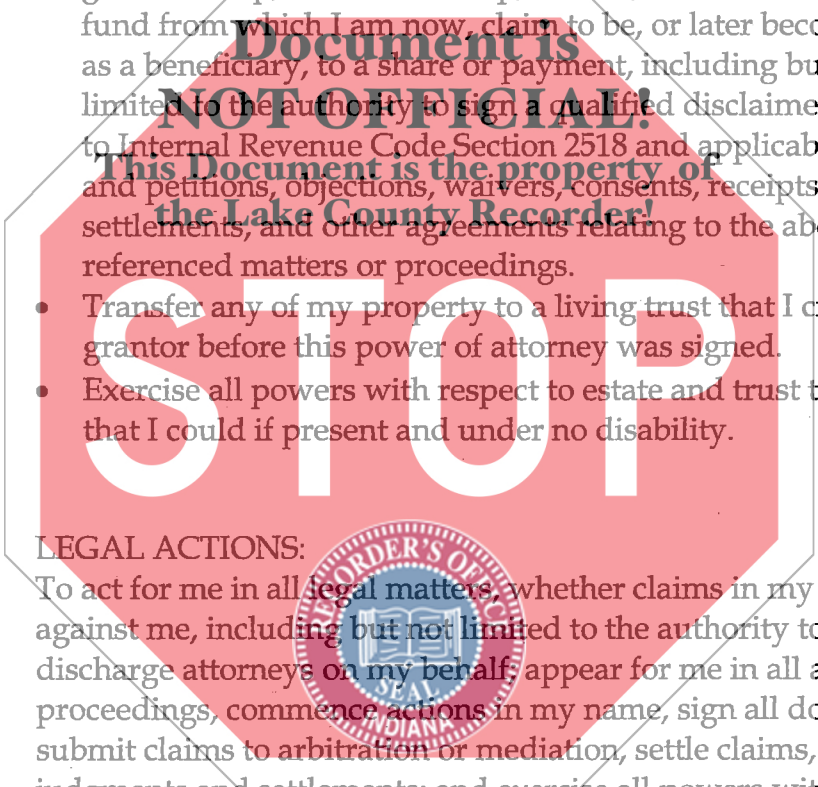 fund from which I am now, claim to be, or later
Document is
as a beneficiary, to a share or payment, including
limited to the authority to sign a qualified
NOT OFFICIAL!
to Internal Revenue Code Section 2518 and
This Document is the property of
and petitions, objections, waivers, consents, receipts
the Lake County Recorder!
settlements, and other agreements relating to the
referenced matters or proceedings.
• Transfer any of my property to a living trust that I
grantor before this power of attorney was signed.
• Exercise all powers with respect to estate and trust
that I could if present and under no disability.
STOP
LEGAL ACTIONS:
RECORDER'S OFFICE
To act for me in all legal matters, whether claims in my
against me, including but not limited to the authority
discharge attorneys on my behalf, appear for me in all
SEAL
proceedings, commence actions in my name, sign all
INDIANA
submit claims to arbitration or mediation, settle claims,